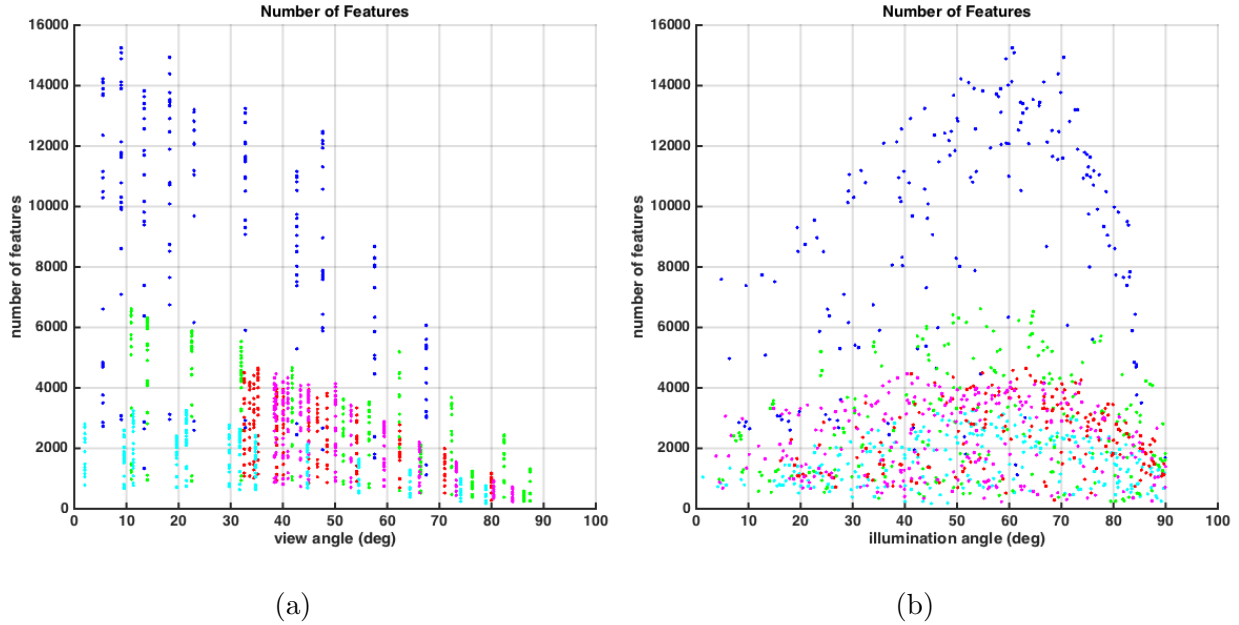 Number of Features
16000
14000
12000
10000
8000
6000
4000
2000
0
number of features
0 10 20 30 40 50 60 70 80 90 100
view angle (deg)
(a)
Number of Features
16000
14000
12000
10000
8000
6000
4000
2000
0
number of features
0 10 20 30 40 50 60 70 80 90 100
illumination angle (deg)
(b)